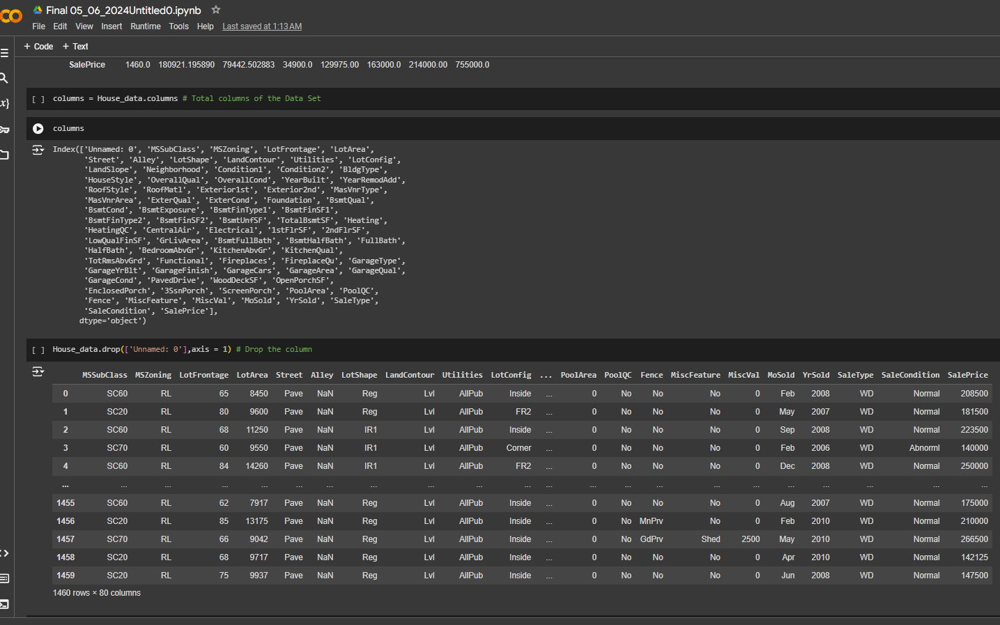 Final 05_06_2024Untitled0.ipynb
File Edit View Insert Runtime Tools Help Last saved at 1:13 AM
+ Code + Text
SalePrice 1460.0 180921.195890 79442.502883 34900.0 129975.00 163000.0 214000.00 755000.0
[ ] columns = House_data.columns # Total columns of the Data Set
columns
Index(['Unnamed: 0', 'MSSubClass', 'MSZoning', 'LotFrontage', 'LotArea',
'Street', 'Alley', 'LotShape', 'LandContour', 'Utilities', 'LotConfig',
'LandSlope', 'Neighborhood', 'Condition1', 'Condition2', 'BldgType',
'HouseStyle', 'OverallQual', 'OverallCond', 'YearBuilt', 'YearRemodAdd',
'RoofStyle', 'RoofMatl', 'Exterior1st', 'Exterior2nd', 'MasVnrType',
'MasVnrArea', 'ExterQual', 'ExterCond', 'Foundation', 'BsmtQual',
'BsmtCond', 'BsmtExposure', 'BsmtFinType1', 'BsmtFinSF1',
'BsmtFinType2', 'BsmtFinSF2', 'BsmtUnfSF', 'TotalBsmtSF', 'Heating',
'HeatingQC', 'CentralAir', 'Electrical', '1stFlrSF', '2ndFlrSF',
'LowQualFinSF', 'GrLivArea', 'BsmtFullBath', 'BsmtHalfBath', 'FullBath',
'HalfBath', 'BedroomAbvGr', 'KitchenAbvGr', 'KitchenQual',
'TotRmsAbvGrd', 'Functional', 'Fireplaces', 'FireplaceQu', 'GarageType',
'GarageYrBlt', 'GarageFinish', 'GarageCars', 'GarageArea', 'GarageQual',
'GarageCond', 'PavedDrive', 'WoodDeckSF', 'OpenPorchSF',
'EnclosedPorch', '3SsnPorch', 'ScreenPorch', 'PoolArea', 'PoolQC',
'Fence', 'MiscFeature', 'MiscVal', 'MoSold', 'YrSold', 'SaleType',
'SaleCondition', 'SalePrice'],
dtype='object')
[ ] House_data.drop(['Unnamed: 0'],axis = 1) # Drop the column
MSSubClass MSZoning LotFrontage LotArea Street Alley LotShape LandContour Utilities LotConfig ... PoolArea PoolQC Fence MiscFeature MiscVal MoSold YrSold SaleType SaleCondition SalePrice
0 SC60 RL 65 8450 Pave NaN Reg Lvl AllPub Inside ... 0 No No No 0 Feb 2008 WD Normal 208500
1 SC20 RL 80 9600 Pave NaN Reg Lvl AllPub FR2 ... 0 No No No 0 May 2007 WD Normal 181500
2 SC60 RL 68 11250 Pave NaN IR1 Lvl AllPub Inside ... 0 No No No 0 Sep 2008 WD Normal 223500
3 SC70 RL 60 9550 Pave NaN IR1 Lvl AllPub Corner ... 0 No No No 0 Feb 2006 WD Abnorml 140000
4 SC60 RL 84 14260 Pave NaN IR1 Lvl AllPub FR2 ... 0 No No No 0 Dec 2008 WD Normal 250000
... ... ... ... ... ... ... ... ... ... ... ... ... ... ... ... ... ... ... ... ... ...
1455 SC60 RL 62 7917 Pave NaN Reg Lvl AllPub Inside ... 0 No No No 0 Aug 2007 WD Normal 175000
1456 SC20 RL 85 13175 Pave NaN Reg Lvl AllPub Inside ... 0 No MnPrv No 0 Feb 2010 WD Normal 210000
1457 SC70 RL 66 9042 Pave NaN Reg Lvl AllPub Inside ... 0 No GdPrv Shed 2500 May 2010 WD Normal 266500
1458 SC20 RL 68 9717 Pave NaN Reg Lvl AllPub Inside ... 0 No No No 0 Apr 2010 WD Normal 142125
1459 SC20 RL 75 9937 Pave NaN Reg Lvl AllPub Inside ... 0 No No No 0 Jun 2008 WD Normal 147500
1460 rows × 80 columns